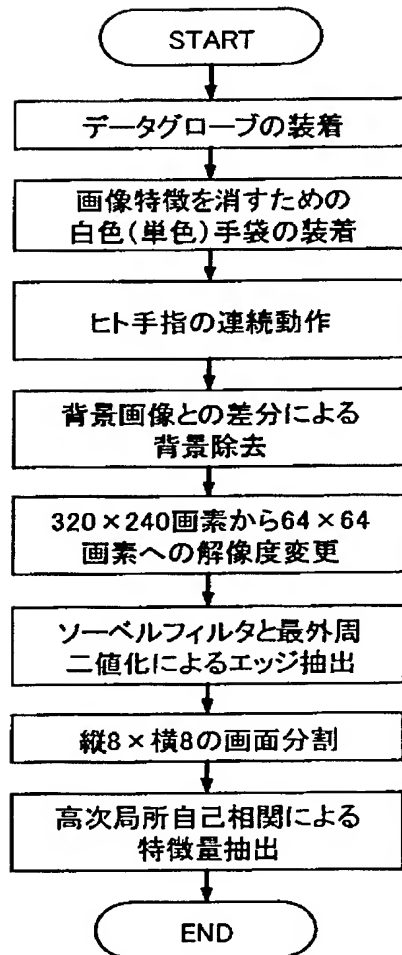 START
データグローブの装着
画像特徴を消すための
白色(単色)手袋の装着
ヒト手指の連続動作
背景画像との差分による
背景除去
320×240画素から64×64
画素への解像度変更
ソーベルフィルタと最外周
二値化によるエッジ抽出
縦8×横8の画面分割
高次局所自己相関による
特徴量抽出
END